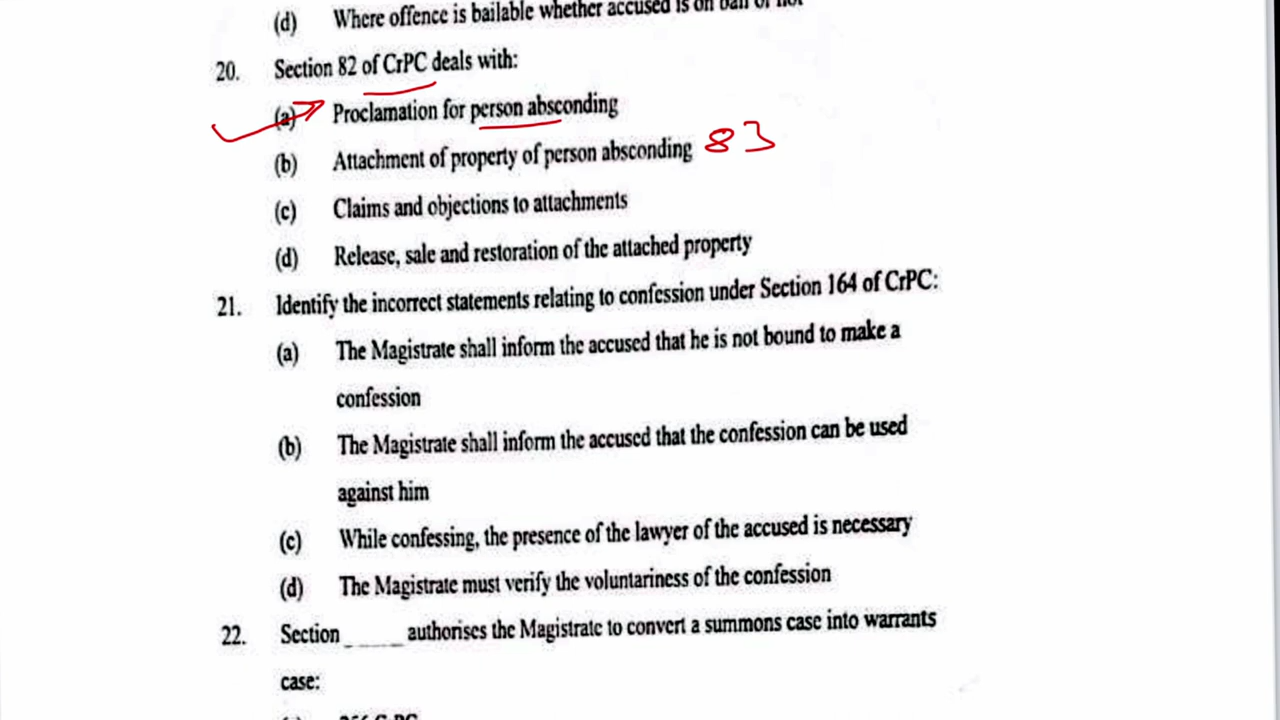 (d) Where offence is bailable whether accused is on bail or not
20. Section 82 of CrPC deals with:
(a) Proclamation for person absconding
(b) Attachment of property of person absconding 83
(c) Claims and objections to attachments
(d) Release, sale and restoration of the attached property
21. Identify the incorrect statements relating to confession under Section 164 of CrPC:
(a) The Magistrate shall inform the accused that he is not bound to make a
confession
(b) The Magistrate shall inform the accused that the confession can be used
against him
(c) While confessing, the presence of the lawyer of the accused is necessary
(d) The Magistrate must verify the voluntariness of the confession
22. Section _____ authorises the Magistrate to convert a summons case into warrants
case: